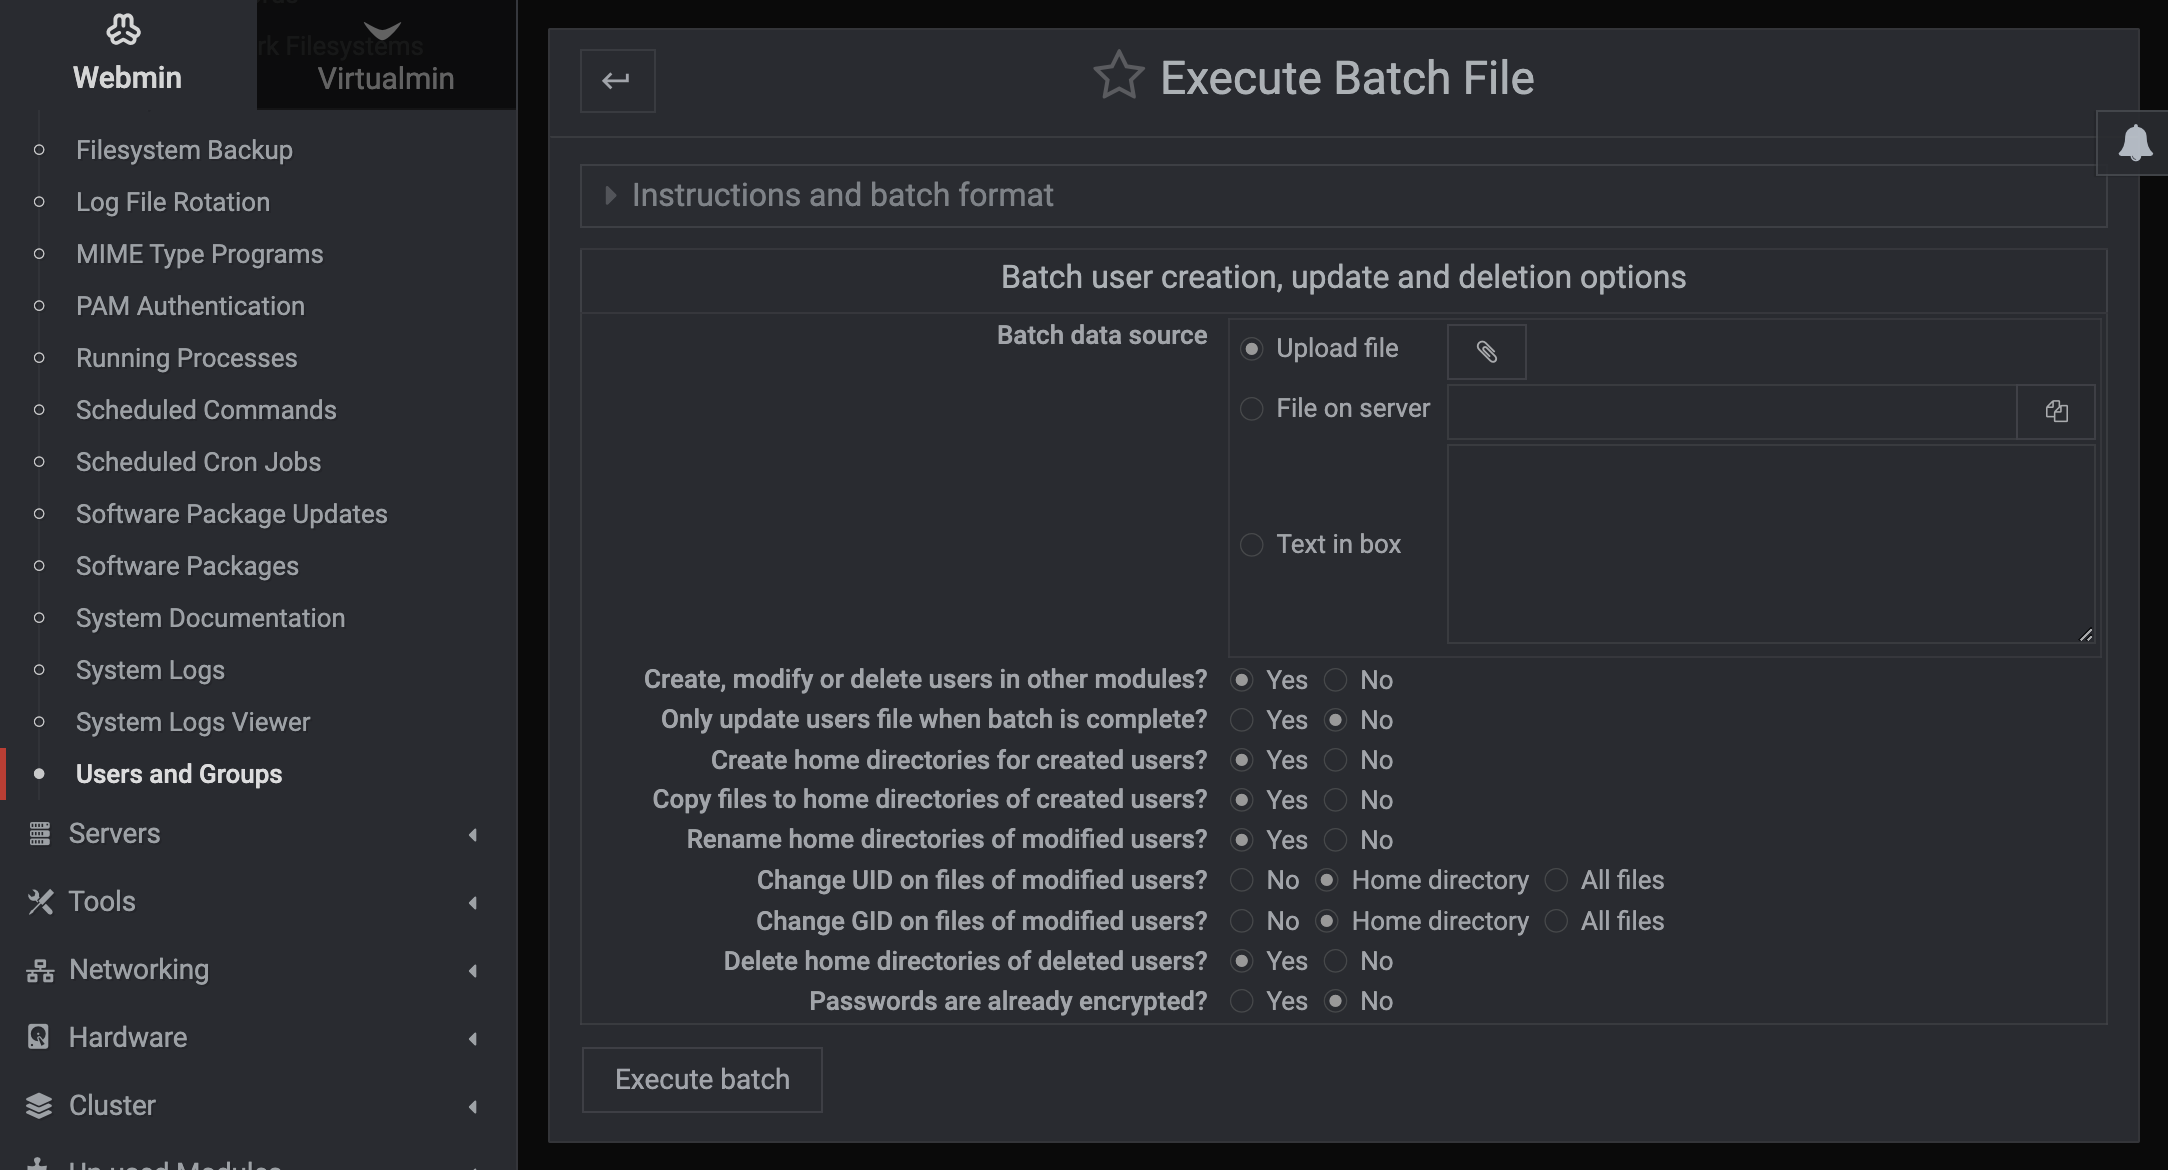 Webmin
rk Filesystems
Virtualmin
Filesystem Backup
Log File Rotation
MIME Type Programs
PAM Authentication
Running Processes
Scheduled Commands
Scheduled Cron Jobs
Software Package Updates
Software Packages
System Documentation
System Logs
System Logs Viewer
Users and Groups
Servers
Tools
Networking
Hardware
Cluster
Un-used Modules
Execute Batch File
Instructions and batch format
Batch user creation, update and deletion options
Batch data source
Upload file
File on server
Text in box
Create, modify or delete users in other modules? Yes No
Only update users file when batch is complete? Yes No
Create home directories for created users? Yes No
Copy files to home directories of created users? Yes No
Rename home directories of modified users? Yes No
Change UID on files of modified users? No Home directory All files
Change GID on files of modified users? No Home directory All files
Delete home directories of deleted users? Yes No
Passwords are already encrypted? Yes No
Execute batch